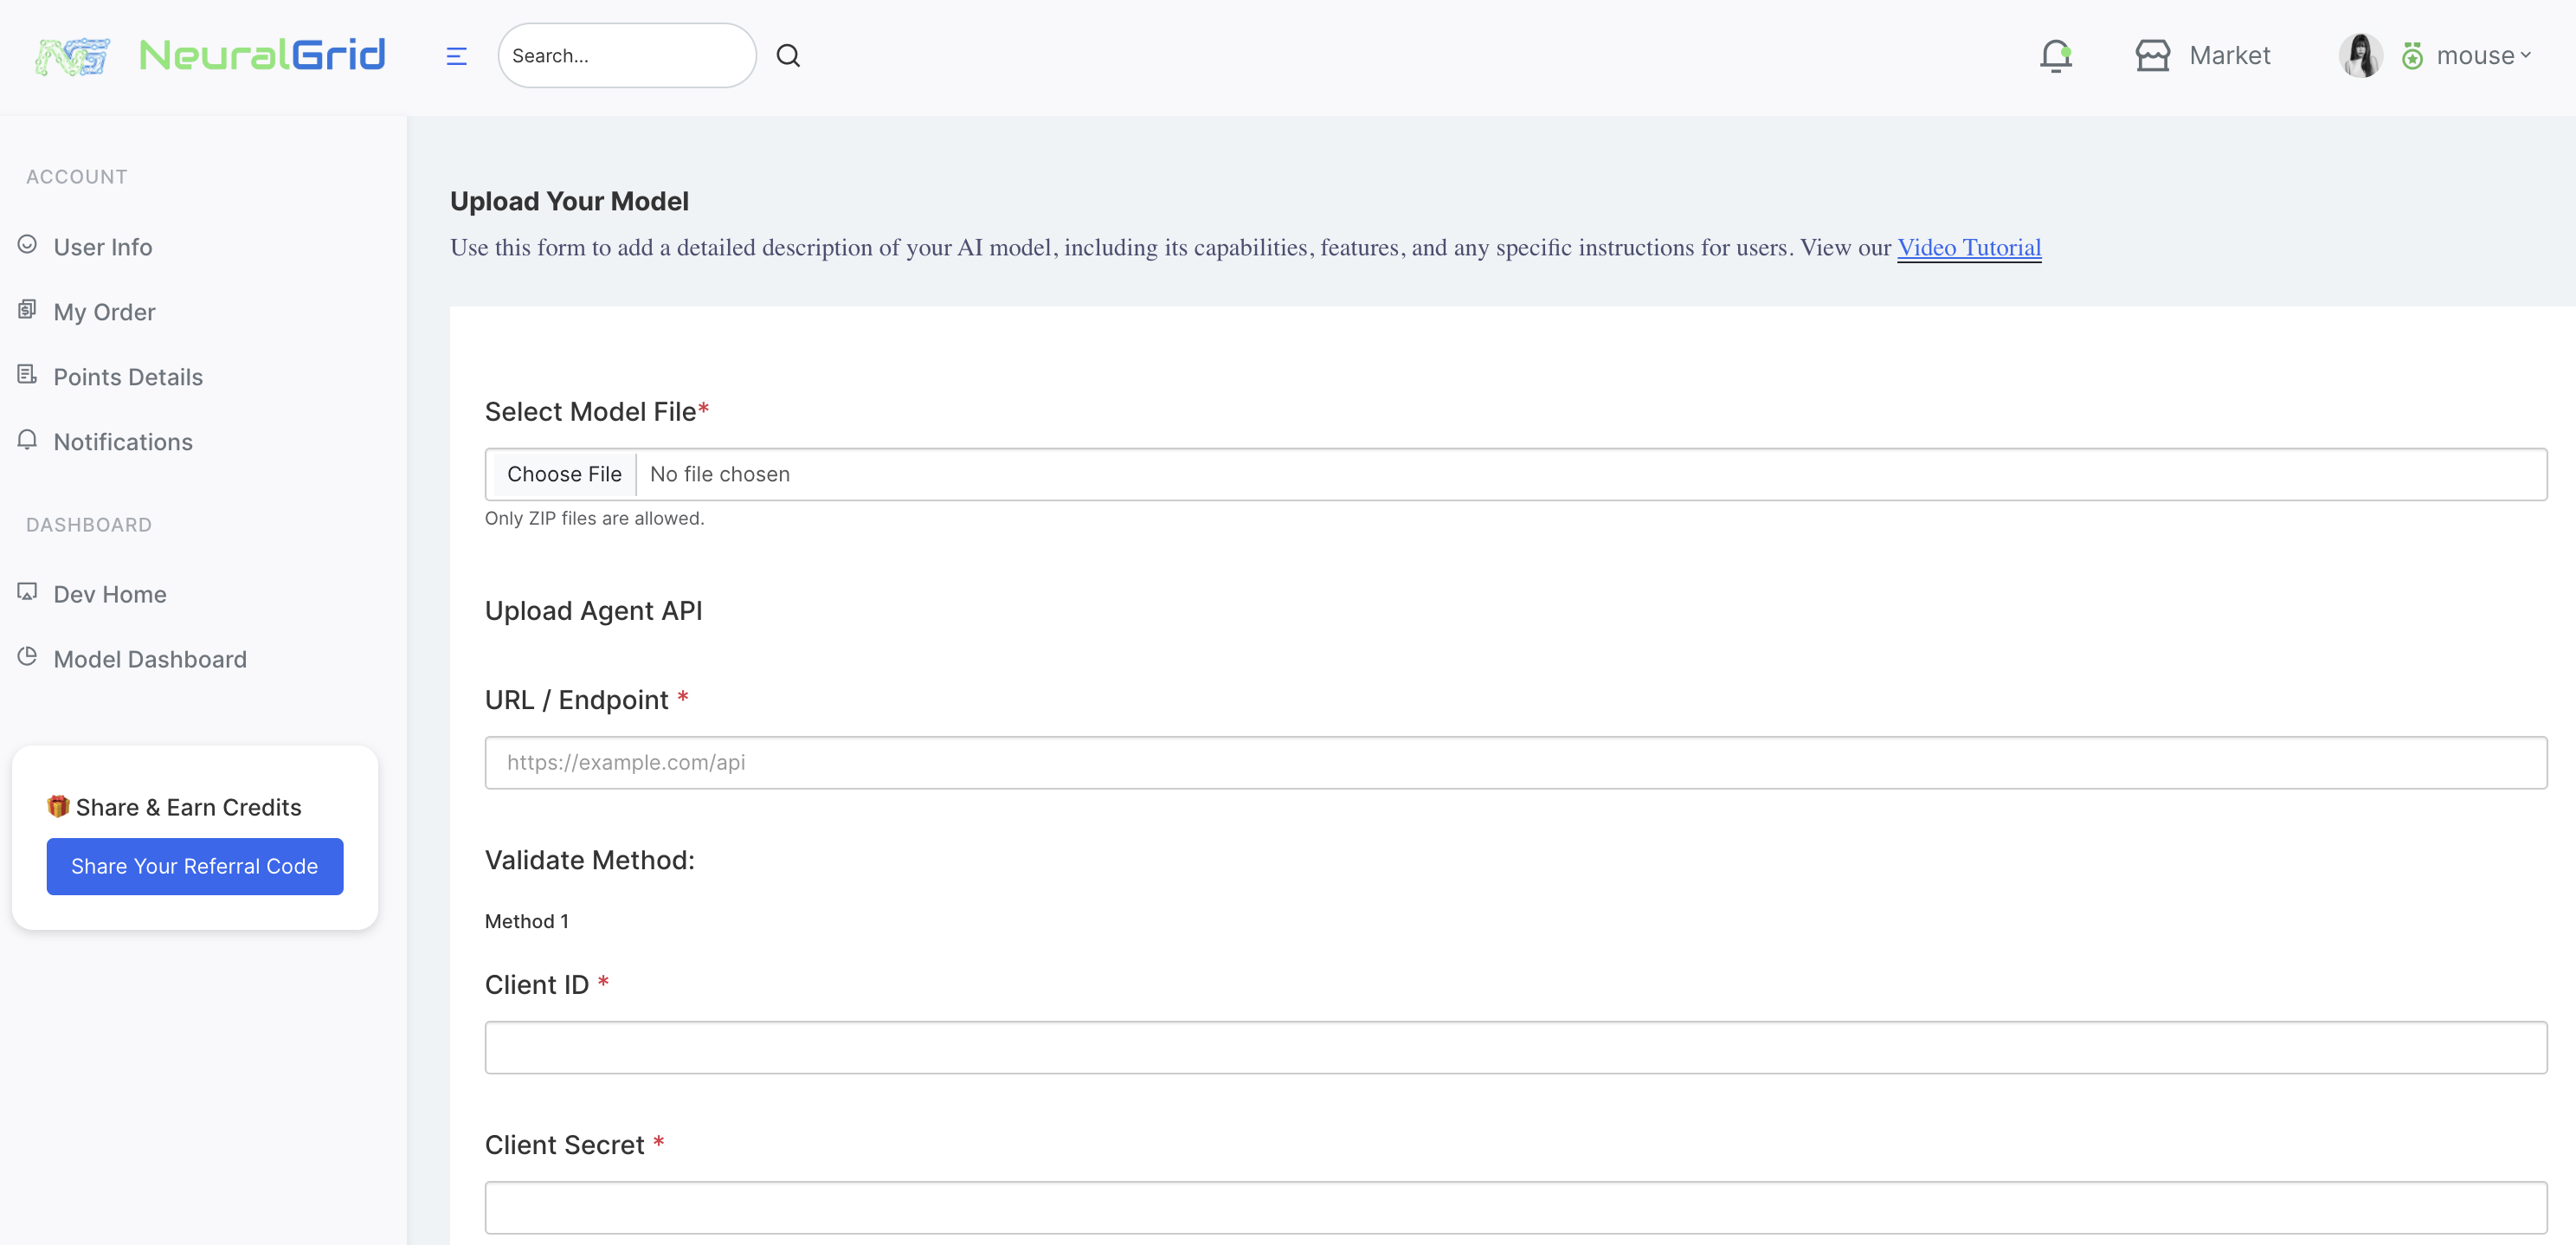 NeuralGrid
Search...
Market
mouse
ACCOUNT
User Info
My Order
Points Details
Notifications
DASHBOARD
Dev Home
Model Dashboard
🎁 Share & Earn Credits
Share Your Referral Code
Upload Your Model
Use this form to add a detailed description of your AI model, including its capabilities, features, and any specific instructions for users. View our Video Tutorial
Select Model File*
Choose File No file chosen
Only ZIP files are allowed.
Upload Agent API
URL / Endpoint *
https://example.com/api
Validate Method:
Method 1
Client ID *
Client Secret *